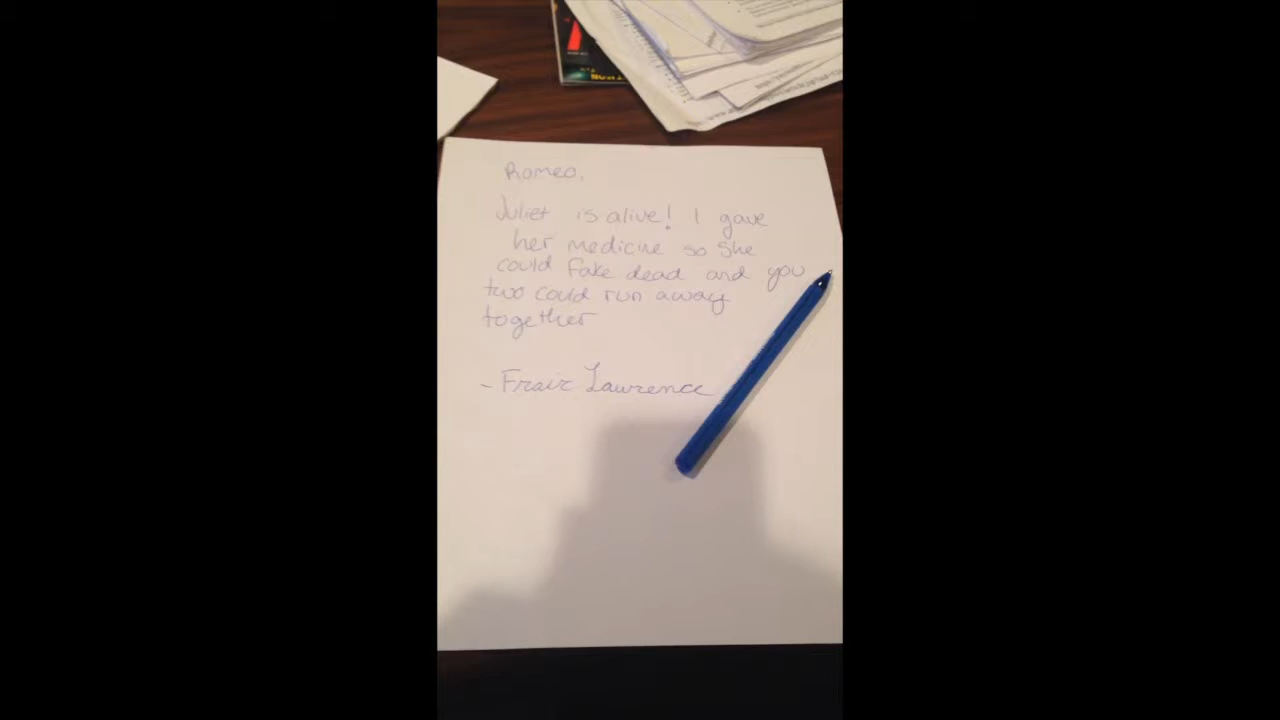 Romeo,
Juliet is alive! I gave
her medicine so she
could fake dead and you
two could run away
together
- Frair Lawrence